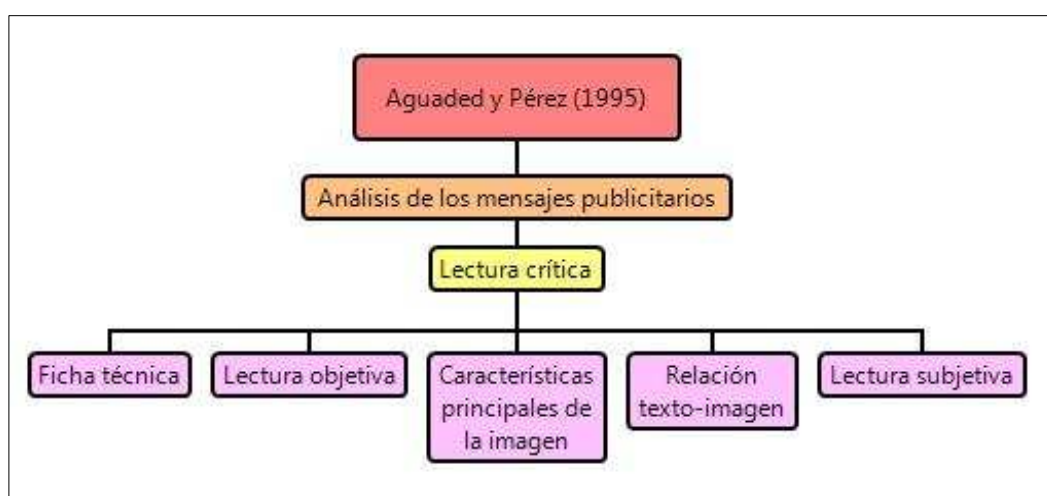 Aguaded y Pérez (1995)
Análisis de los mensajes publicitarios
Lectura crítica
Ficha técnica
Lectura objetiva
Características
principales de
la imagen
Relación
texto-imagen
Lectura subjetiva